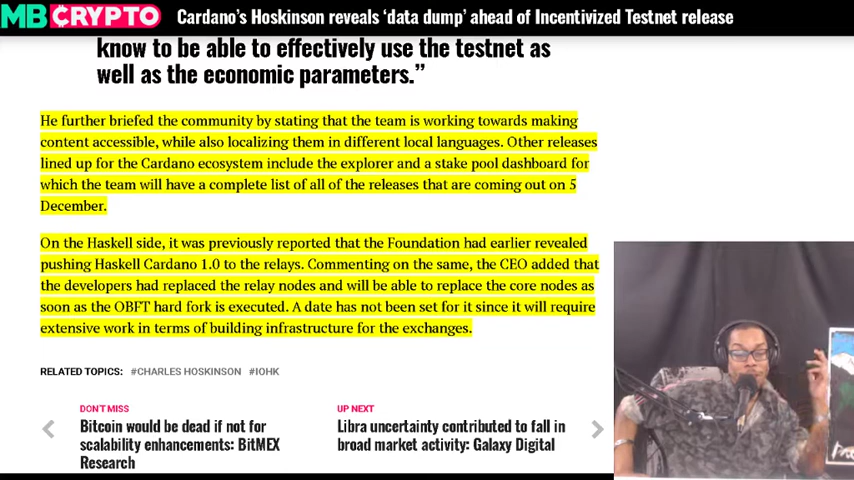 MBCRYPTO
Cardano's Hoskinson reveals 'data dump' ahead of Incentivized Testnet release
know to be able to effectively use the testnet as
well as the economic parameters.”
He further briefed the community by stating that the team is working towards making
content accessible, while also localizing them in different local languages. Other releases
lined up for the Cardano ecosystem include the explorer and a stake pool dashboard for
which the team will have a complete list of all of the releases that are coming out on 5
December.
On the Haskell side, it was previously reported that the Foundation had earlier revealed
pushing Haskell Cardano 1.0 to the relays. Commenting on the same, the CEO added that
the developers had replaced the relay nodes and will be able to replace the core nodes as
soon as the OBFT hard fork is executed. A date has not been set for it since it will require
extensive work in terms of building infrastructure for the exchanges.
RELATED TOPICS: #CHARLES HOSKINSON #IOHK
DON'T MISS
Bitcoin would be dead if not for
scalability enhancements: BitMEX
Research
UP NEXT
Libra uncertainty contributed to fall in
broad market activity: Galaxy Digital